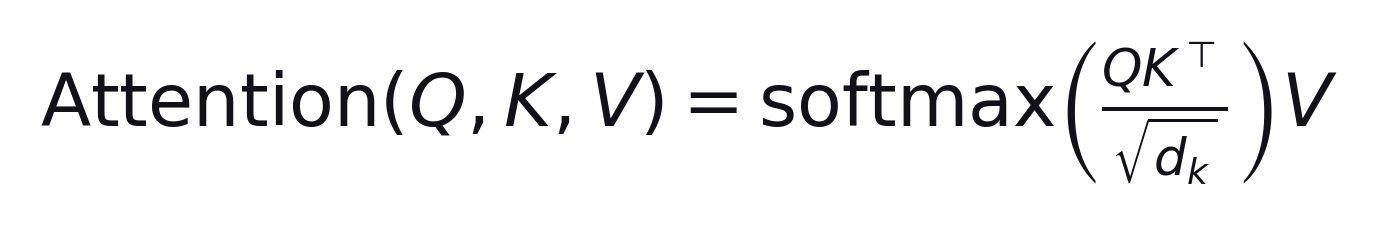 Attention(Q, K, V) = softmax(QK⊤/√dₖ)V